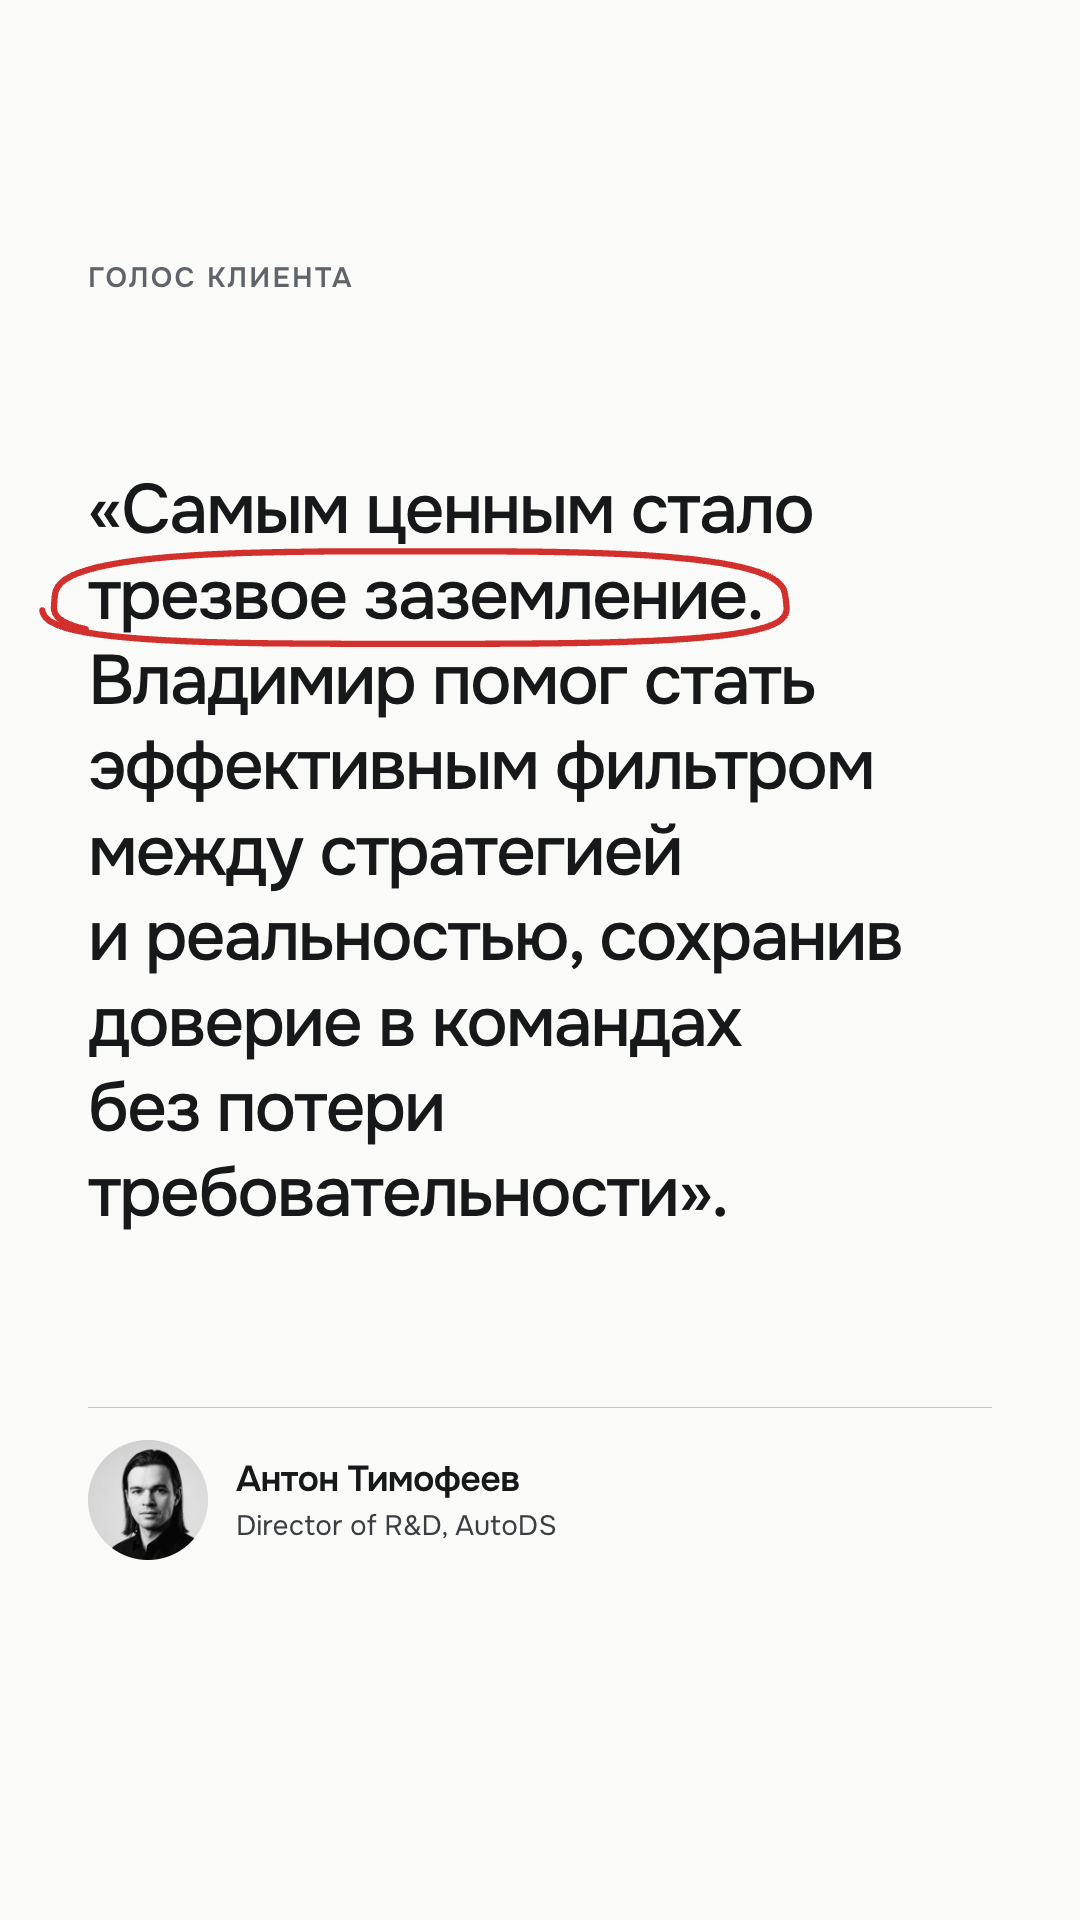 ГОЛОС КЛИЕНТА
«Самым ценным стало
трезвое заземление.
Владимир помог стать
эффективным фильтром
между стратегией
и реальностью, сохранив
доверие в командах
без потери
требовательности».
Антон Тимофеев
Director of R&D, AutoDS